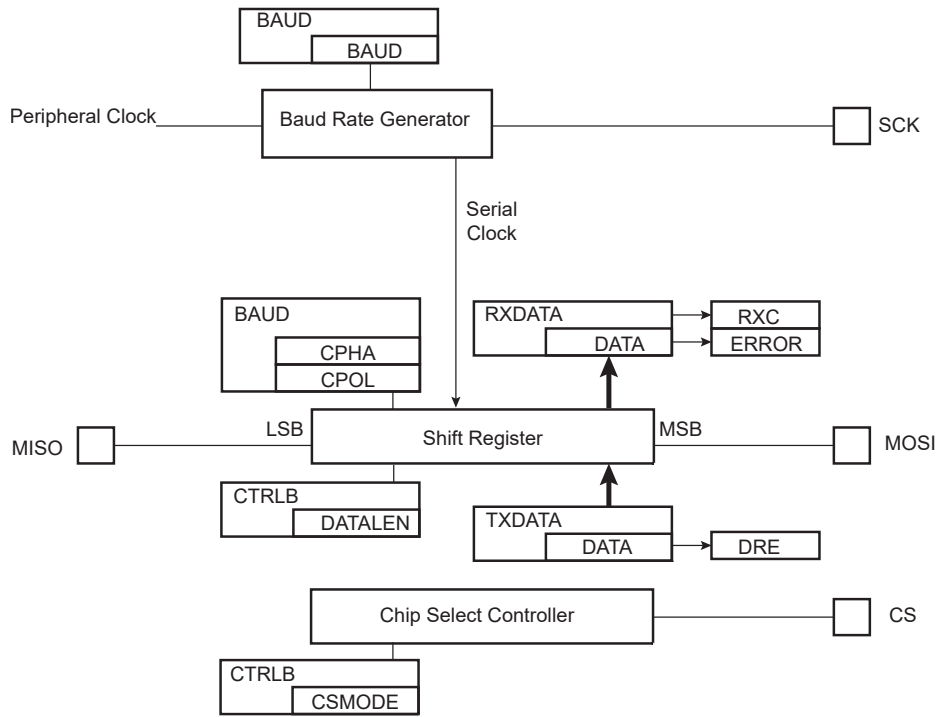 BAUD
BAUD
Peripheral Clock
Baud Rate Generator
SCK
Serial
Clock
BAUD
CPHA
CPOL
RXDATA
DATA
RXC
ERROR
MISO
LSB
Shift Register
MSB
MOSI
CTRLB
DATALEN
TXDATA
DATA
DRE
Chip Select Controller
CS
CTRLB
CSMODE